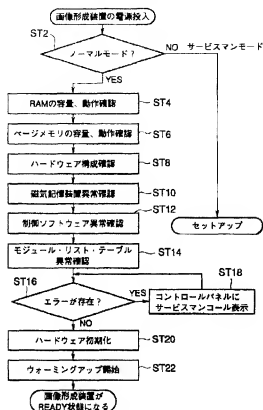 画像形成装置の電源投入
ST2
ノーマルモード?
NO サービスマンモード
YES
RAMの容量、動作確認
ST4
ページメモリの容量、動作確認
ST6
ハードウェア構成確認
ST8
磁気記憶装置異常確認
ST10
ST12
制御ソフトウェア異常確認
セットアップ
モジュール・リスト・テーブル
異常確認
ST14
ST16
ST18
エラーが存在?
YES
コントロールパネルに
サービスマンコール表示
NO
ハードウェア初期化
ST20
ウォーミングアップ開始
ST22
画像形成装置が
READY状態になる